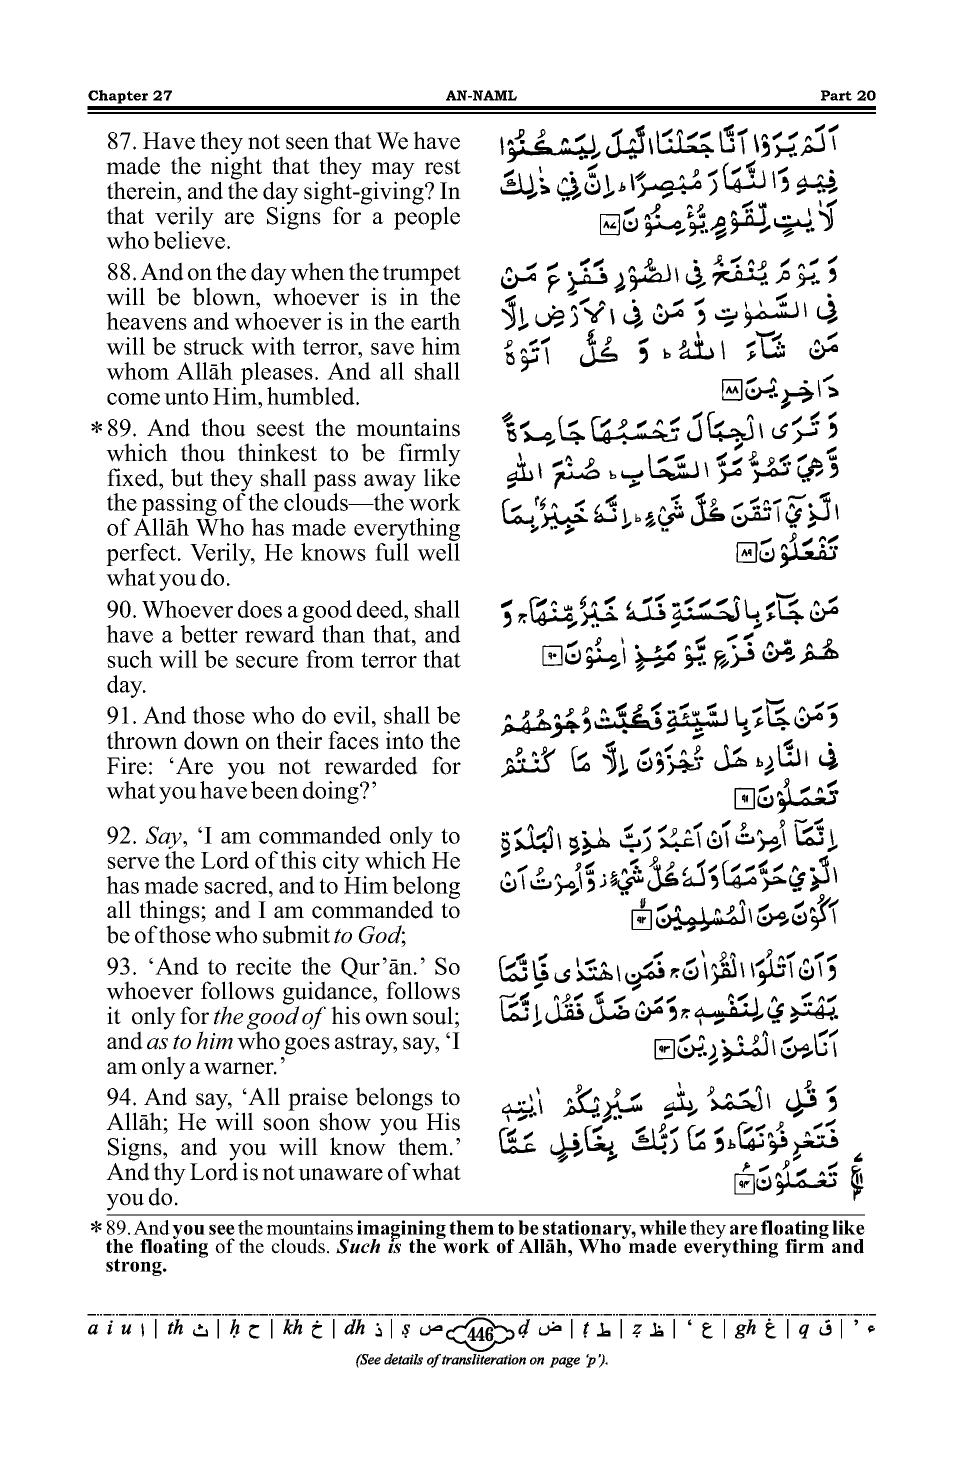 Chapter 27 AN-NAML Part 20
87. Have they not seen that We have
made the night that they may rest
therein, and the day sight-giving? In
that verily are Signs for a people
who believe.
88. And on the day when the trumpet
will be blown, whoever is in the
heavens and whoever is in the earth
will be struck with terror, save him
whom Allāh pleases. And all shall
come unto Him, humbled.
*89. And thou seest the mountains
which thou thinkest to be firmly
fixed, but they shall pass away like
the passing of the clouds—the work
of Allāh Who has made everything
perfect. Verily, He knows full well
what you do.
90. Whoever does a good deed, shall
have a better reward than that, and
such will be secure from terror that
day.
91. And those who do evil, shall be
thrown down on their faces into the
Fire: ‘Are you not rewarded for
what you have been doing?’
92. Say, ‘I am commanded only to
serve the Lord of this city which He
has made sacred, and to Him belong
all things; and I am commanded to
be of those who submit to God;
93. ‘And to recite the Qur’ān.’ So
whoever follows guidance, follows
it only for the good of his own soul;
and as to him who goes astray, say, ‘I
am only a warner.’
94. And say, ‘All praise belongs to
Allāh; He will soon show you His
Signs, and you will know them.’
And thy Lord is not unaware of what
you do.
اَلَمْ يَرَوْا اَنَّا جَعَلْنَا الَّيْلَ لِيَسْكُنُوْا
فِيْهِ وَ النَّهَارَ مُبْصِرًا ؕ اِنَّ فِيْ ذٰلِكَ
لَاٰيٰتٍ لِّقَوْمٍ يُّؤْمِنُوْنَ ۸۷
وَ يَوْمَ يُنْفَخُ فِي الصُّوْرِ فَفَزِعَ مَنْ
فِي السَّمٰوٰتِ وَ مَنْ فِي الْاَرْضِ اِلَّا
مَنْ شَآءَ اللّٰهُ ؕ وَ كُلٌّ اَتَوْهُ
دَاخِرِيْنَ ۸۸
وَ تَرَى الْجِبَالَ تَحْسَبُهَا جَامِدَةً
وَّ هِيَ تَمُرُّ مَرَّ السَّحَابِ ؕ صُنْعَ اللّٰهِ
الَّذِيْۤ اَتْقَنَ كُلَّ شَيْءٍ ؕ اِنَّهٗ خَبِيْرٌۢ بِمَا
تَفْعَلُوْنَ ۸۹
مَنْ جَآءَ بِالْحَسَنَةِ فَلَهٗ خَيْرٌ مِّنْهَا ۚ وَ
هُمْ مِّنْ فَزَعٍ يَّوْمَئِذٍ اٰمِنُوْنَ ۹۰
وَ مَنْ جَآءَ بِالسَّيِّئَةِ فَكُبَّتْ وُجُوْهُهُمْ
فِي النَّارِ ؕ هَلْ تُجْزَوْنَ اِلَّا مَا كُنْتُمْ
تَعْمَلُوْنَ ۹۱
اِنَّمَاۤ اُمِرْتُ اَنْ اَعْبُدَ رَبَّ هٰذِهِ الْبَلْدَةِ
الَّذِيْ حَرَّمَهَا وَ لَهٗ كُلُّ شَيْءٍ ۫ وَّ اُمِرْتُ اَنْ
اَكُوْنَ مِنَ الْمُسْلِمِيْنَ ۹۲
وَ اَنْ اَتْلُوَا الْقُرْاٰنَ ۚ فَمَنِ اهْتَدٰى فَاِنَّمَا
يَهْتَدِيْ لِنَفْسِهٖ ۚ وَ مَنْ ضَلَّ فَقُلْ اِنَّمَاۤ
اَنَا مِنَ الْمُنْذِرِيْنَ ۹۳
وَ قُلِ الْحَمْدُ لِلّٰهِ سَيُرِيْكُمْ اٰيٰتِهٖ
فَتَعْرِفُوْنَهَا ؕ وَ مَا رَبُّكَ بِغَافِلٍ عَمَّا
تَعْمَلُوْنَ ۹۴
* 89. And you see the mountains imagining them to be stationary, while they are floating like
the floating of the clouds. Such is the work of Allāh, Who made everything firm and
strong.
a i u ا | th ث | ḥ ح | kh خ | dh ذ | ṣ ص 446 ḍ ض | ṭ ط | ẓ ظ | ‘ ع | gh غ | q ق | ’ ء
(See details of transliteration on page ‘p’).